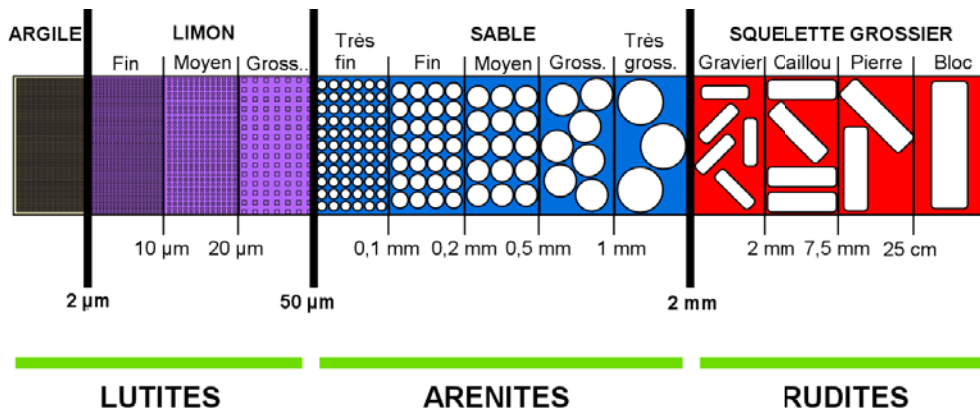 ARGILE LIMON SABLE SQUELETTE GROSSIER
Fin Moyen Gross.. Très fin Fin Moyen Gross. Très gross. Gravier Caillou Pierre Bloc
10 µm 20 µm 0,1 mm 0,2 mm 0,5 mm 1 mm 2 mm 7,5 mm 25 cm
2 µm 50 µm 2 mm
LUTITES ARENITES RUDITES